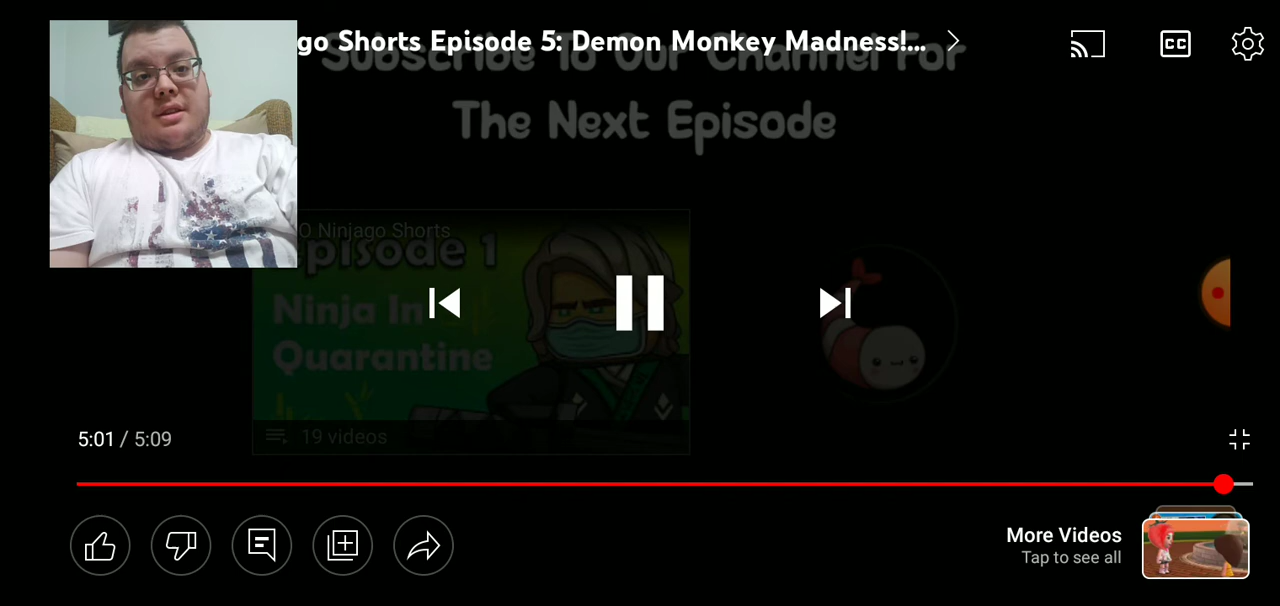 go Shorts Episode 5: Demon Monkey Madness!...
CC
Subscribe To Our Channel For
The Next Episode
O Ninjago Shorts
Episode 1
Ninja In
Quarantine
19 videos
5:01 / 5:09
More Videos
Tap to see all